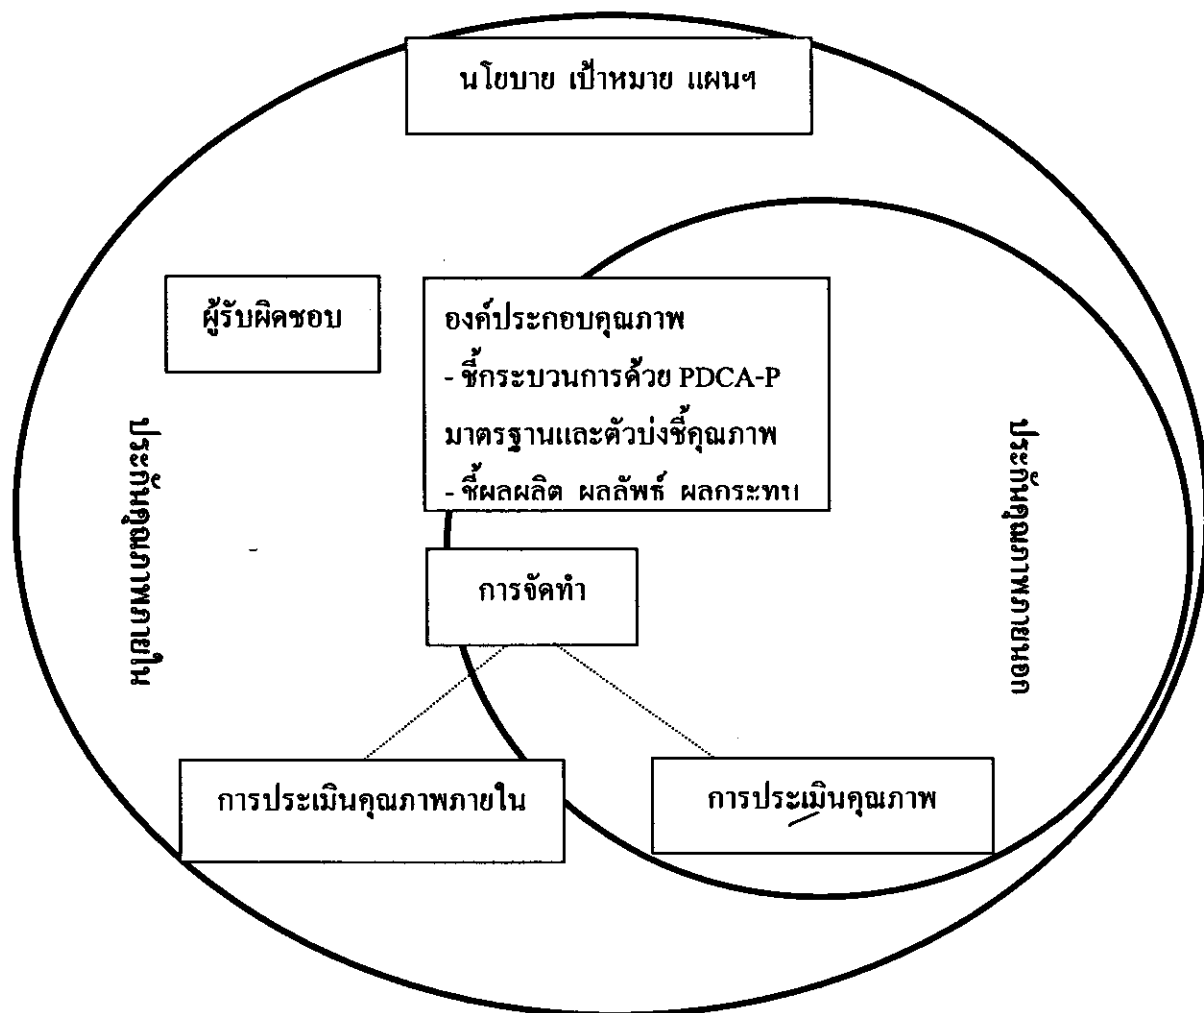 นโยบาย เป้าหมาย แผนฯ
ผู้รับผิดชอบ
องค์ประกอบคุณภาพ
- ชี้กระบวนการด้วย PDCA-P
มาตรฐานและตัวบ่งชี้คุณภาพ
- ชี้ผลผลิต ผลลัพธ์ ผลกระทบ
ประกันคุณภาพภายใน
ประกันคุณภาพภายนอก
การจัดทำ
การประเมินคุณภาพภายใน
การประเมินคุณภาพ